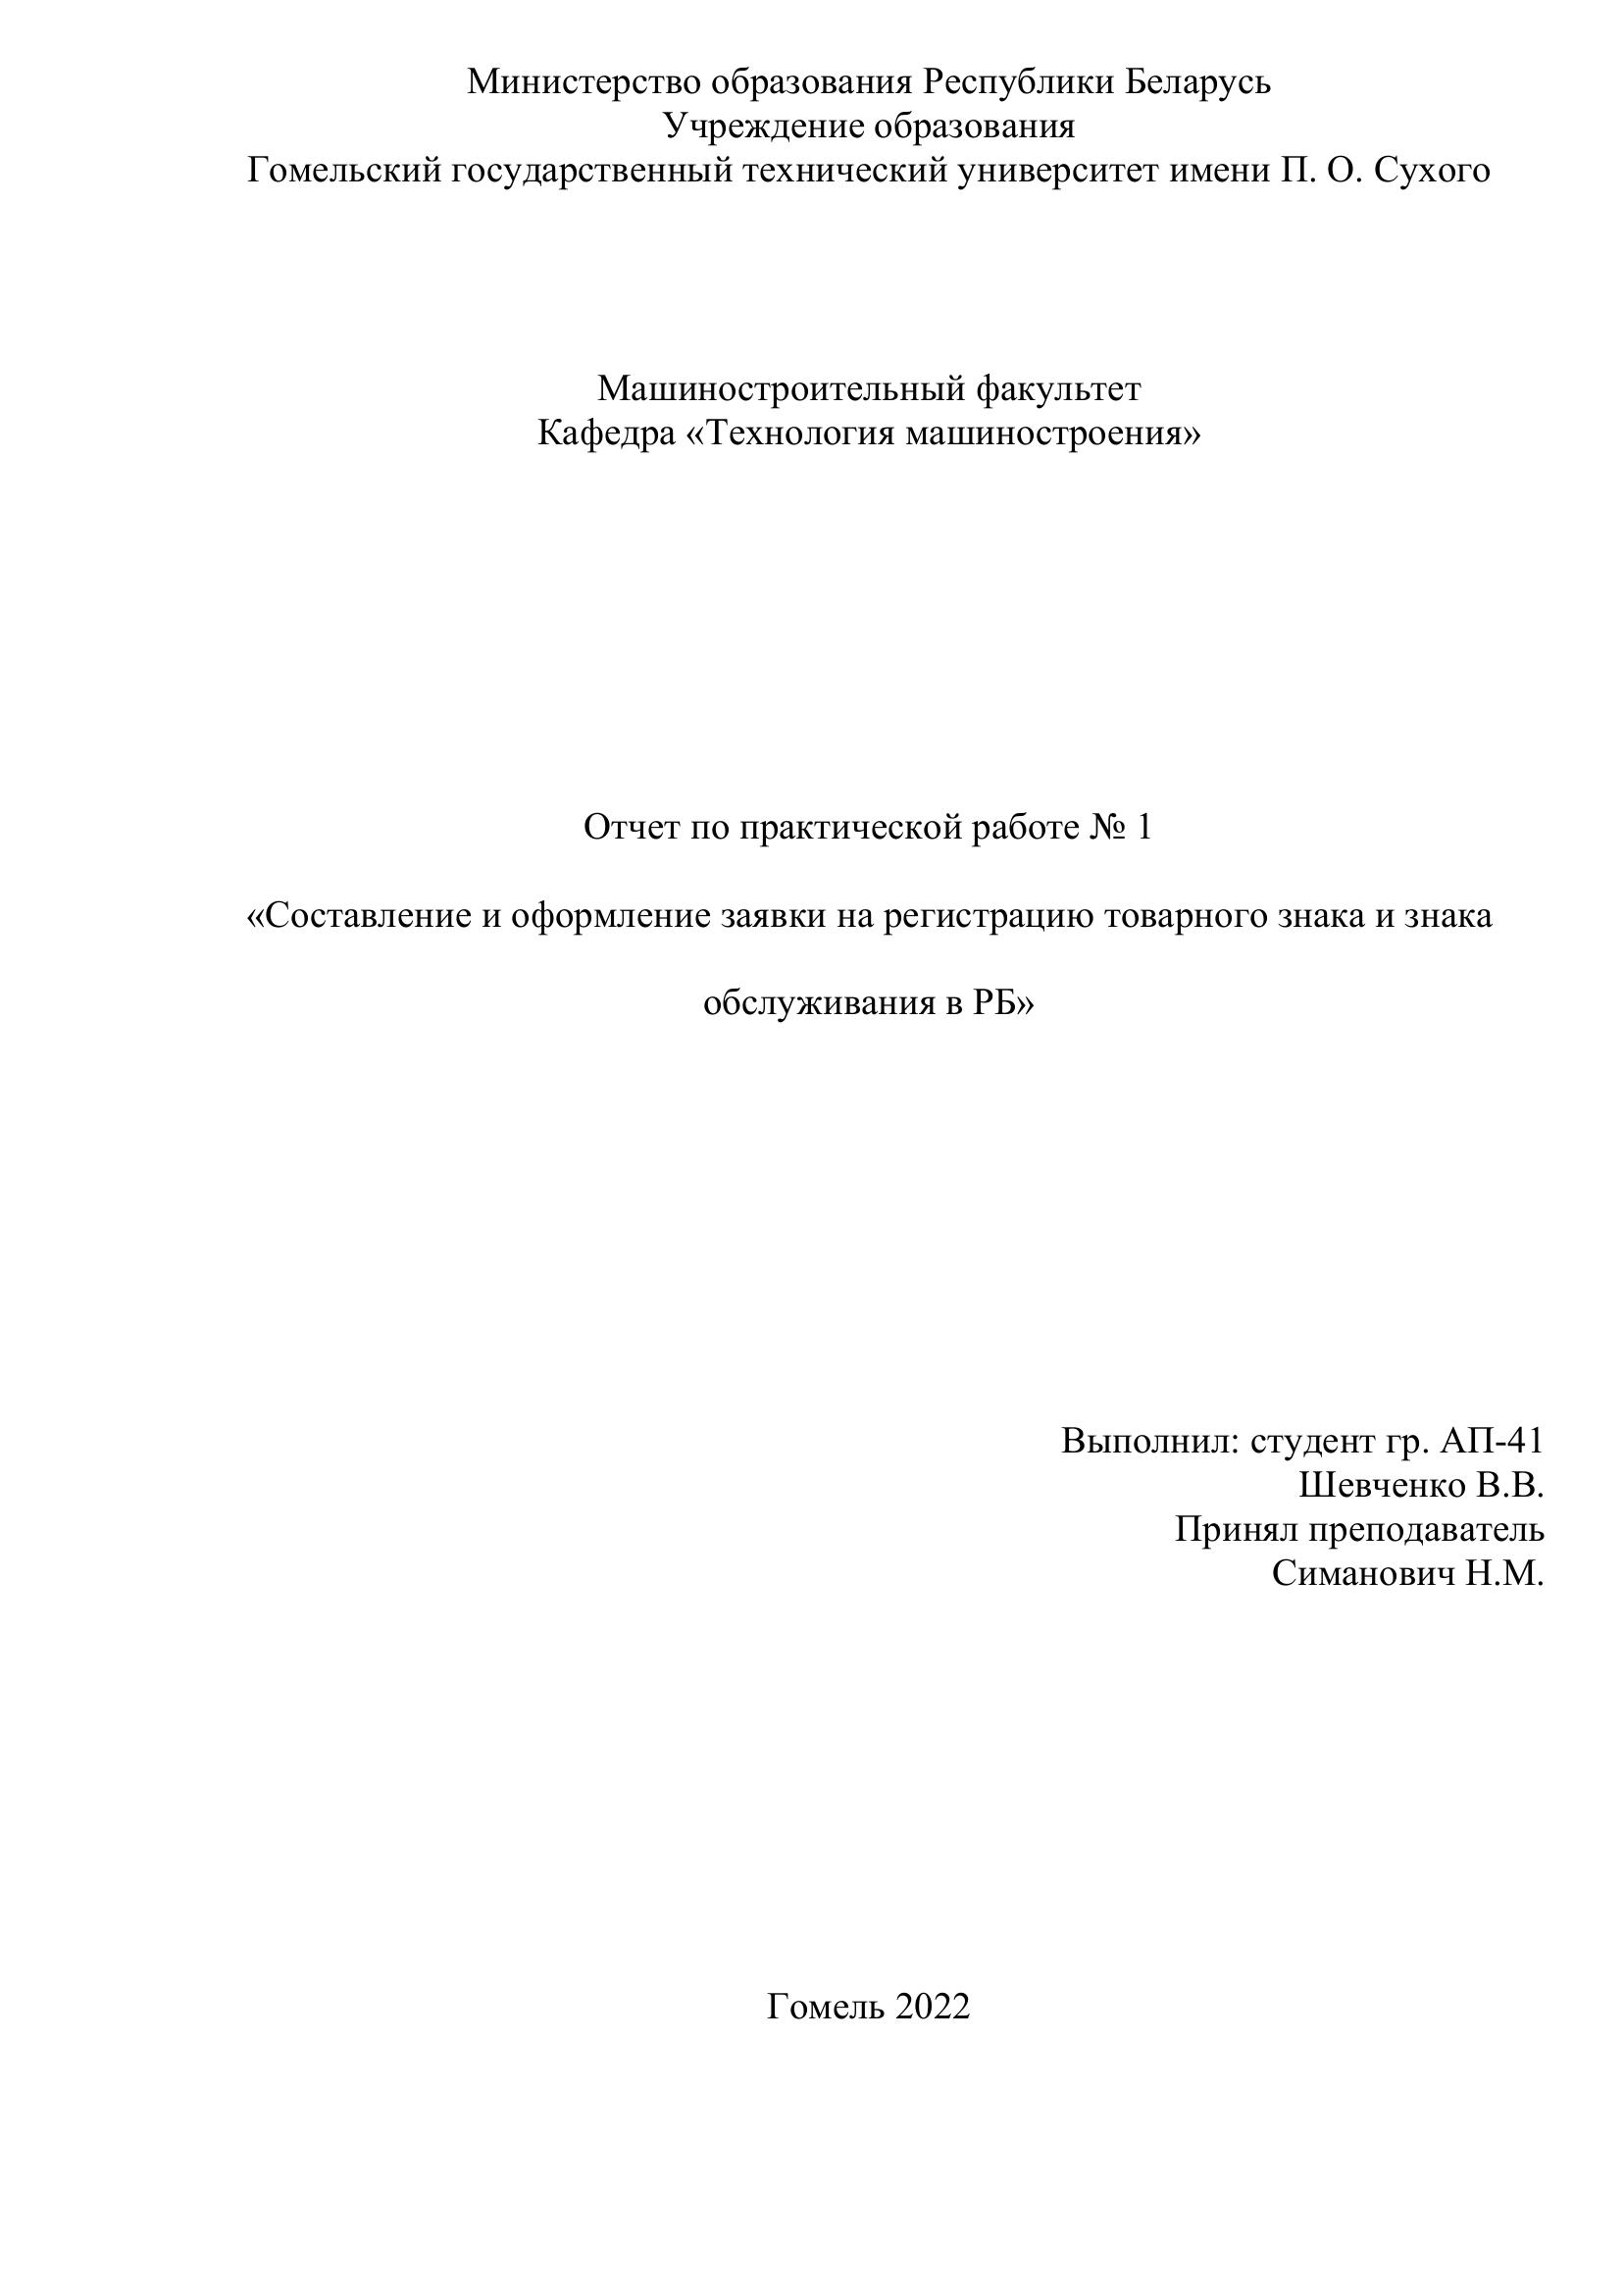 Министерство образования Республики Беларусь
Учреждение образования
Гомельский государственный технический университет имени П. О. Сухого
Машиностроительный факультет
Кафедра «Технология машиностроения»
Отчет по практической работе № 1
«Составление и оформление заявки на регистрацию товарного знака и знака
обслуживания в РБ»
Выполнил: студент гр. АП-41
Шевченко В.В.
Принял преподаватель
Симанович Н.М.
Гомель 2022